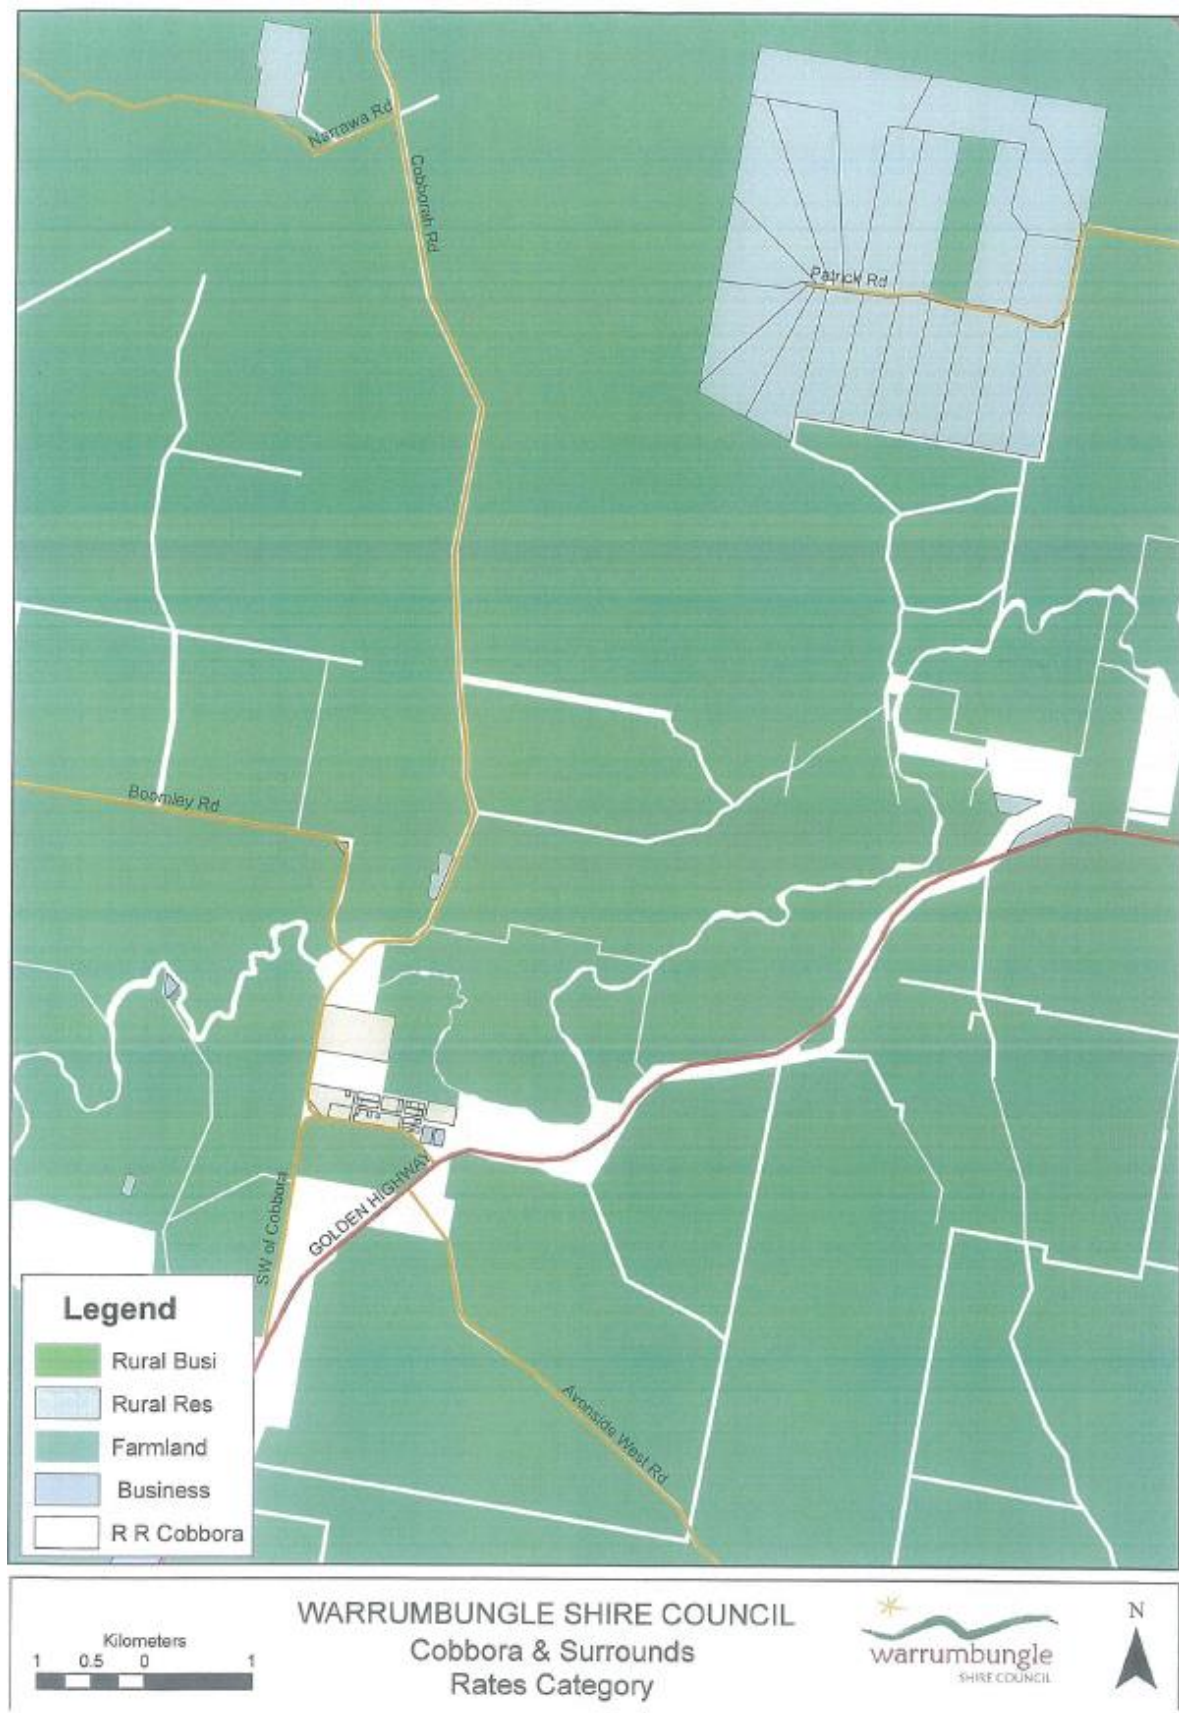 Narrawa Rd
Cobborah Rd
Patrick Rd
Boomley Rd
SW of Cobbora
GOLDEN HIGHWAY
Avonside West Rd
Legend
Rural Busi
Rural Res
Farmland
Business
R R Cobbora
Kilometers
1 0.5 0 1
WARRUMBUNGLE SHIRE COUNCIL
Cobbora & Surrounds
Rates Category
warrumbungle
SHIRE COUNCIL
N